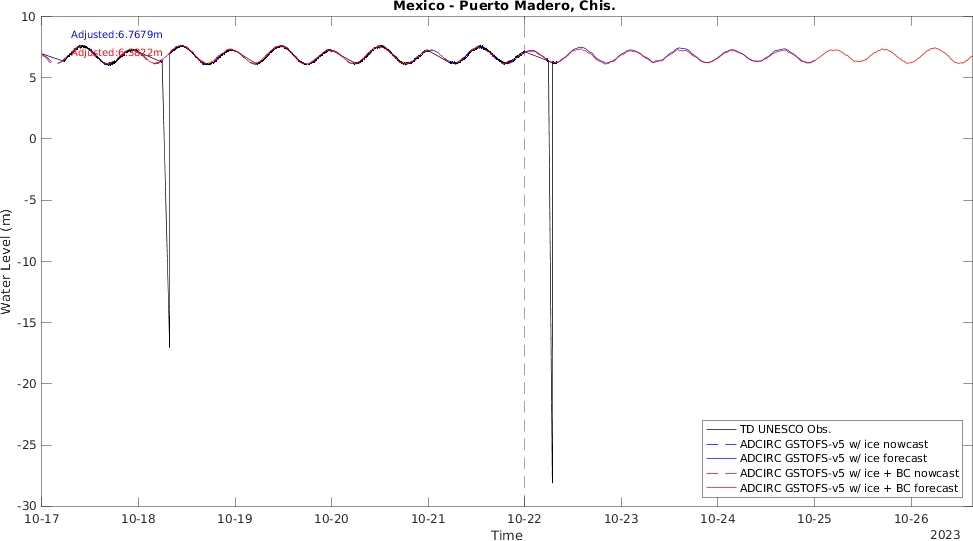 Mexico - Puerto Madero, Chis.
10
5
0
-5
-10
-15
-20
-25
-30
Water Level (m)
Adjusted:6.7679m
Adjusted:6.3822m
TD UNESCO Obs.
ADCIRC GSTOFS-v5 w/ ice nowcast
ADCIRC GSTOFS-v5 w/ ice forecast
ADCIRC GSTOFS-v5 w/ ice + BC nowcast
ADCIRC GSTOFS-v5 w/ ice + BC forecast
10-17 10-18 10-19 10-20 10-21 10-22 10-23 10-24 10-25 10-26
Time
2023